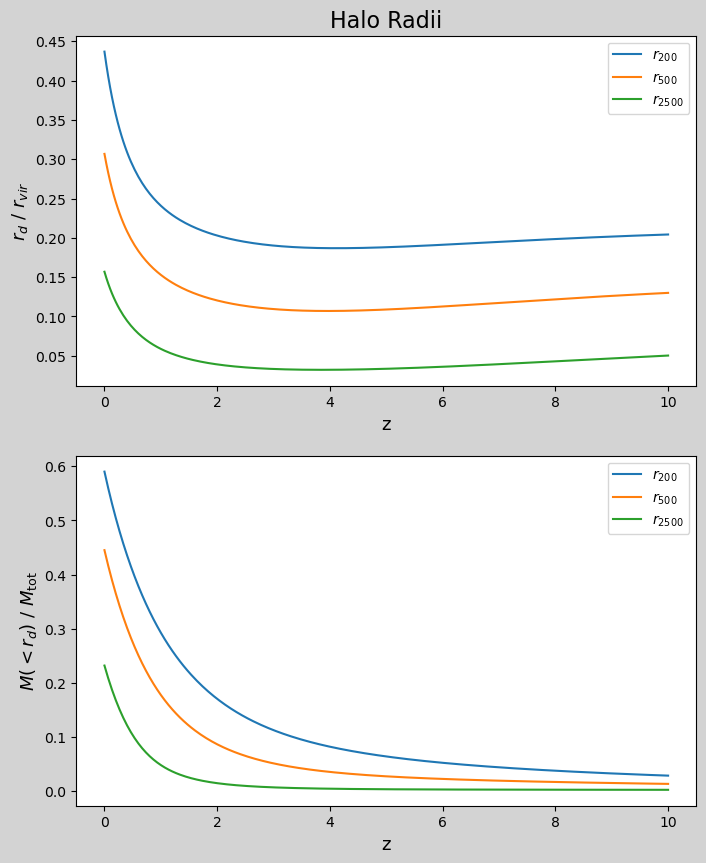 Halo Radii
0.45
0.40
0.35
0.30
0.25
0.20
0.15
0.10
0.05
r_d / r_vir
r_200
r_500
r_2500
0 2 4 6 8 10
z
0.6
0.5
0.4
0.3
0.2
0.1
0.0
M(<r_d) / M_tot
r_200
r_500
r_2500
0 2 4 6 8 10
z